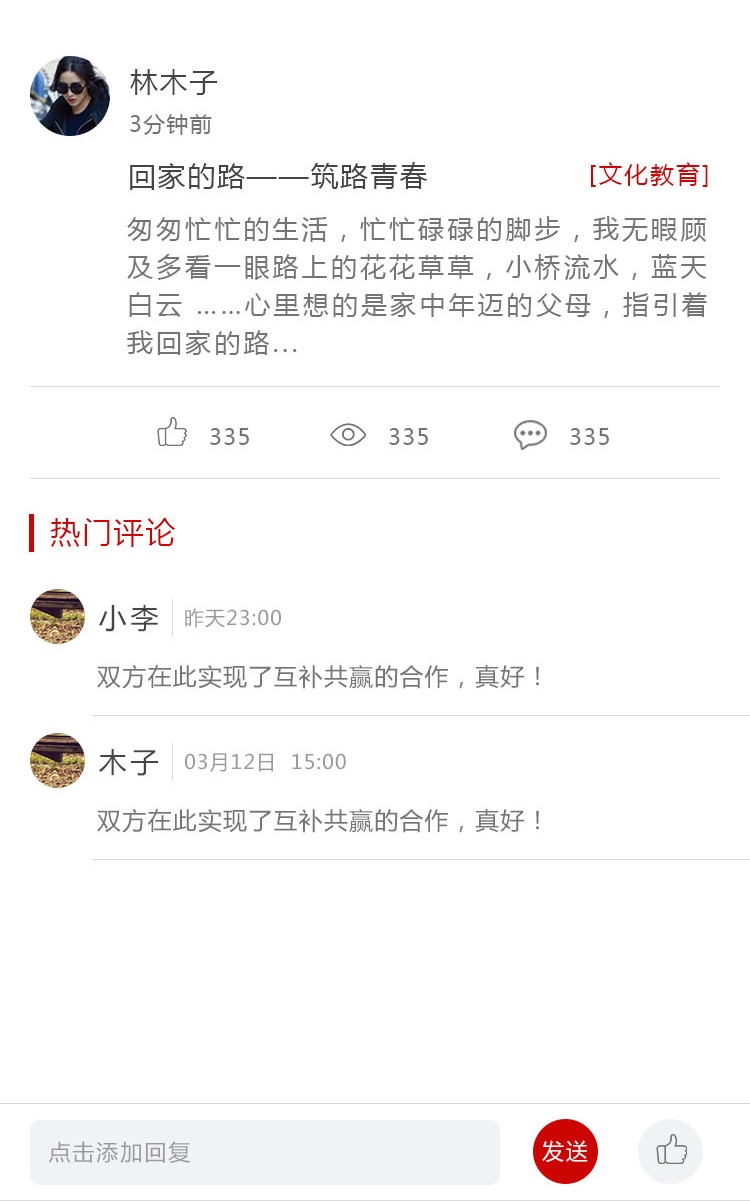 林木子
3分钟前
回家的路——筑路青春 [文化教育]
匆匆忙忙的生活，忙忙碌碌的脚步，我无暇顾
及多看一眼路上的花花草草，小桥流水，蓝天
白云 ……心里想的是家中年迈的父母，指引着
我回家的路...
335 335 335
热门评论
小李 昨天23:00
双方在此实现了互补共赢的合作，真好！
木子 03月12日 15:00
双方在此实现了互补共赢的合作，真好！
点击添加回复 发送